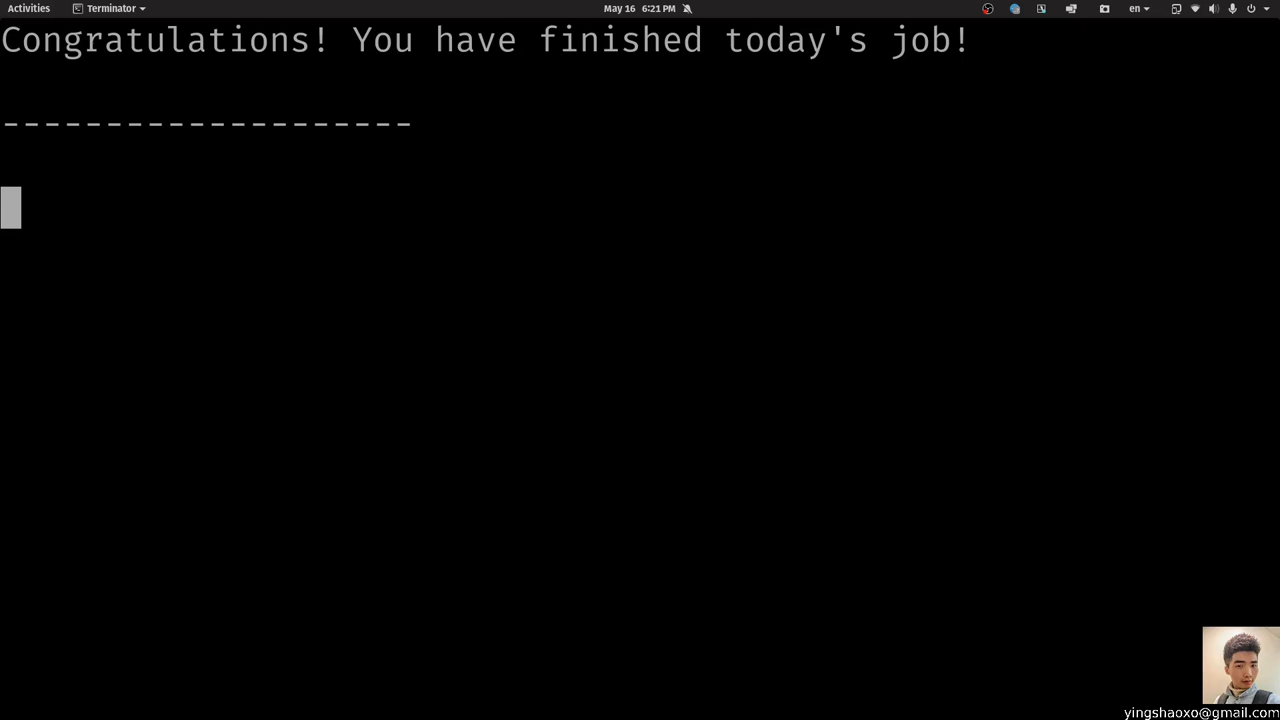 Activities Terminator May 16 6:21 PM en
Congratulations! You have finished today's job!
--------------------
yingshaoxo@gmail.com